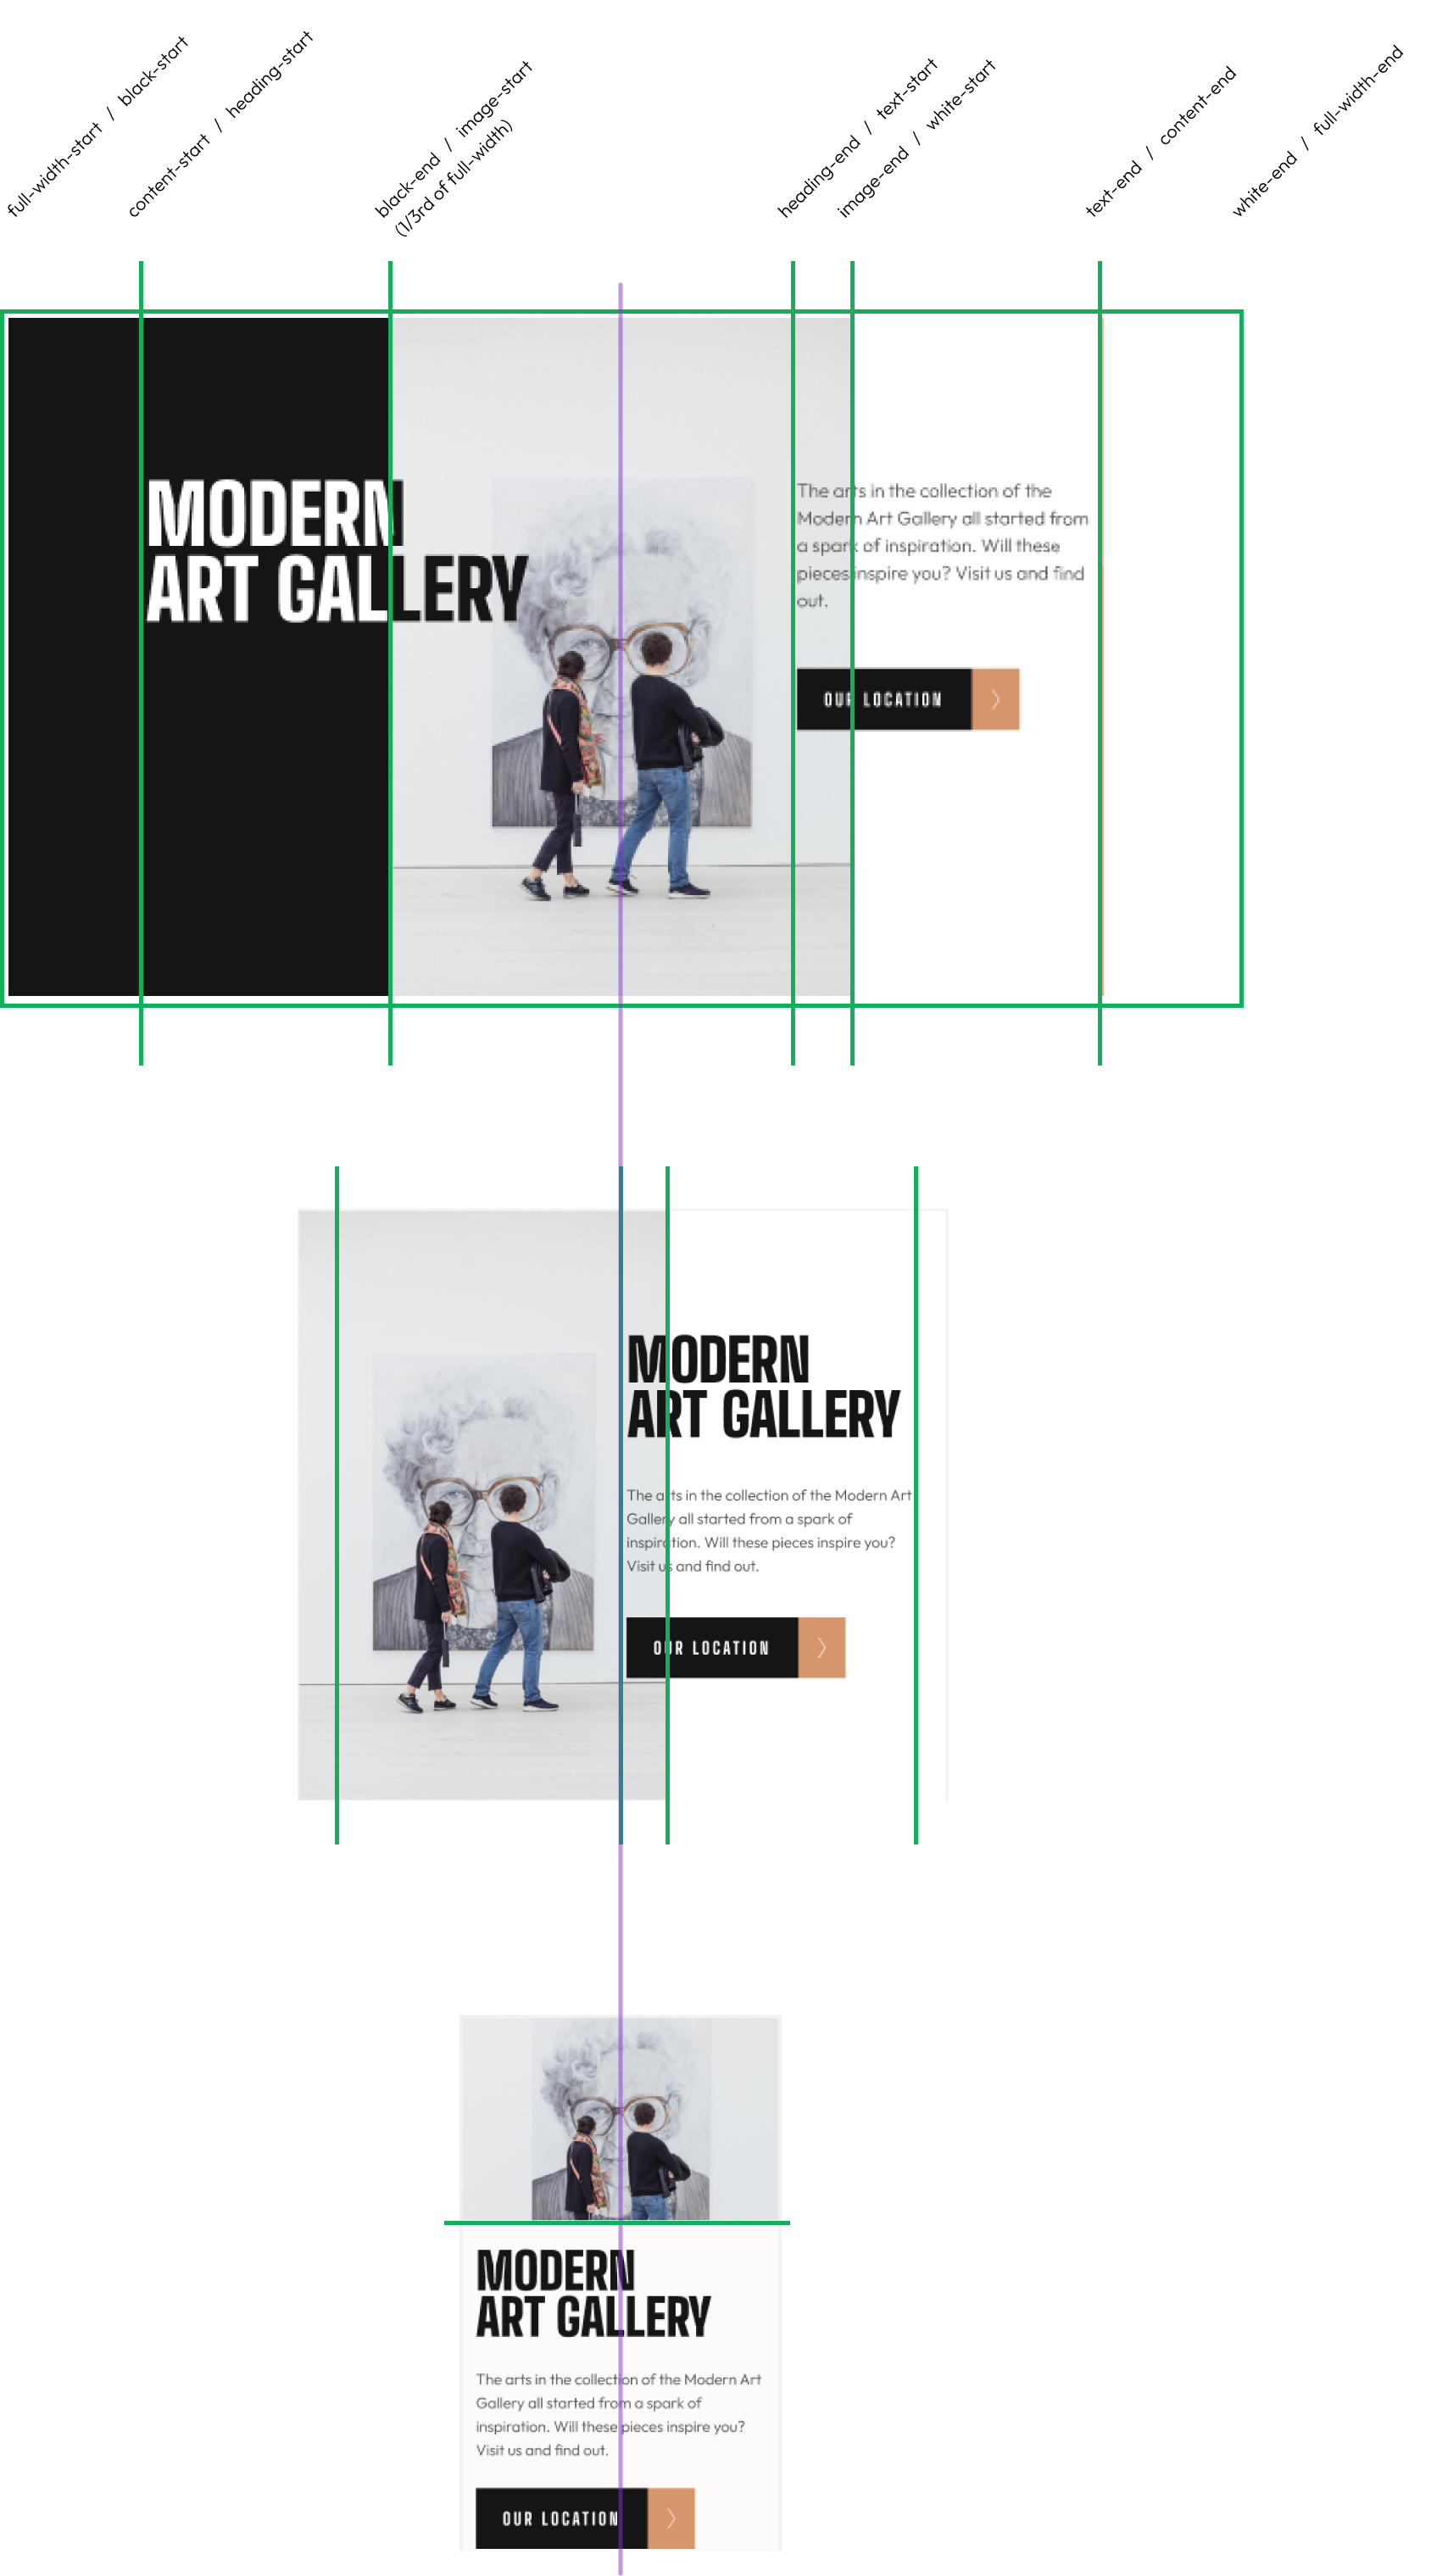 full-width-start / black-start
content-start / heading-start
black-end / image-start
(1/3rd of full-width)
heading-end / text-start
image-end / white-start
text-end / content-end
white-end / full-width-end
MODERN
ART GALLERY
The arts in the collection of the
Modern Art Gallery all started from
a spark of inspiration. Will these
pieces inspire you? Visit us and find
out.
OUR LOCATION
MODERN
ART GALLERY
The arts in the collection of the Modern Art
Gallery all started from a spark of
inspiration. Will these pieces inspire you?
Visit us and find out.
OUR LOCATION
MODERN
ART GALLERY
The arts in the collection of the Modern Art
Gallery all started from a spark of
inspiration. Will these pieces inspire you?
Visit us and find out.
OUR LOCATION